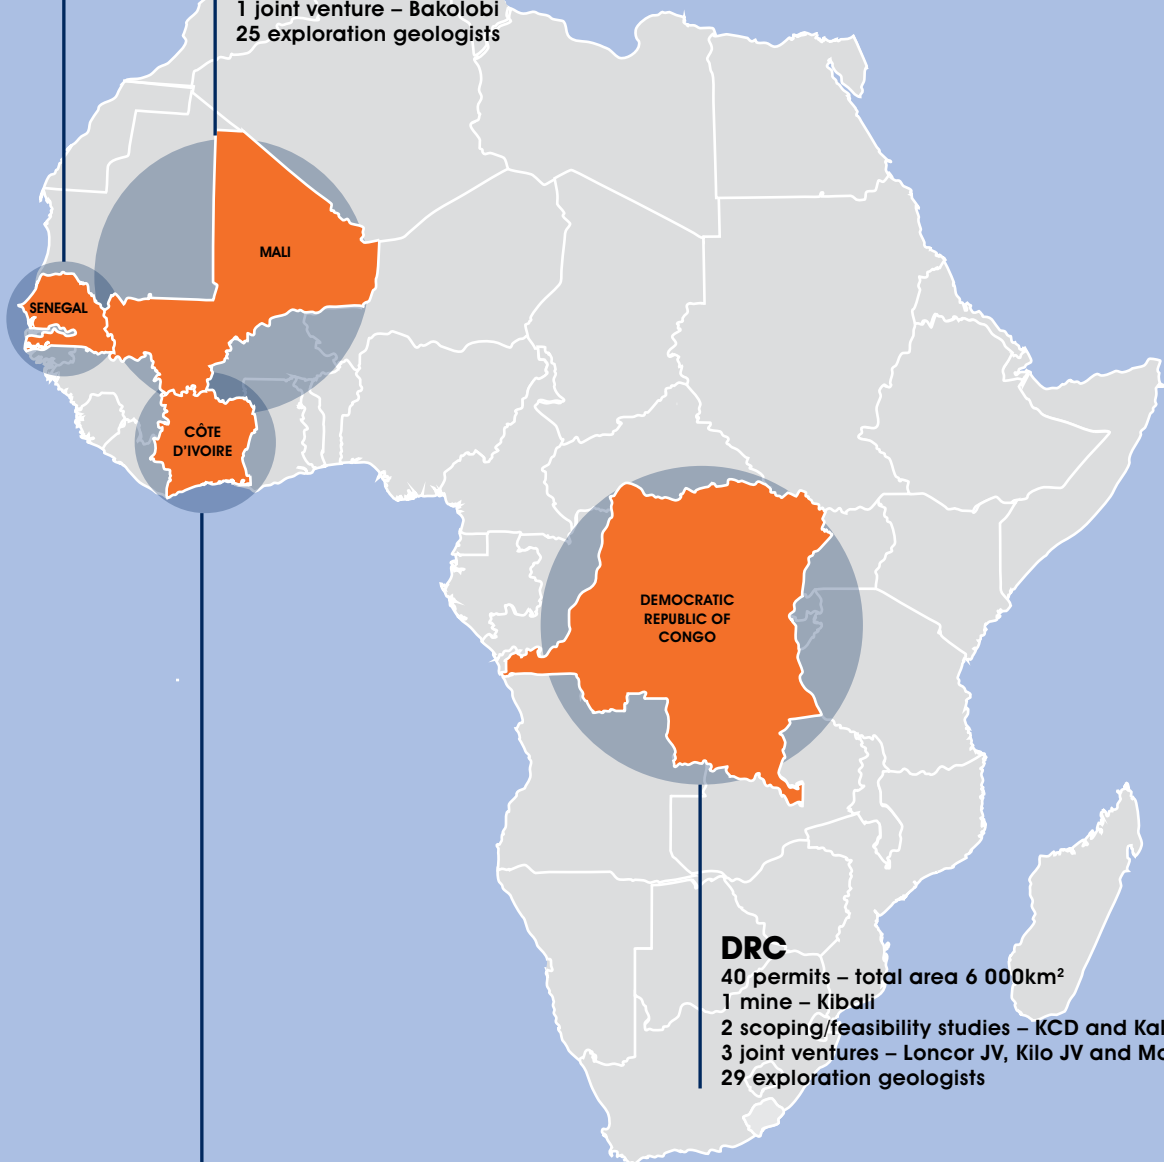 1 joint venture – Bakolobi
25 exploration geologists
MALI
SENEGAL
CÔTE
D'IVOIRE
DEMOCRATIC
REPUBLIC OF
CONGO
DRC
40 permits – total area 6 000km²
1 mine – Kibali
2 scoping/feasibility studies – KCD and
3 joint ventures – Loncor JV, Kilo JV and
29 exploration geologists